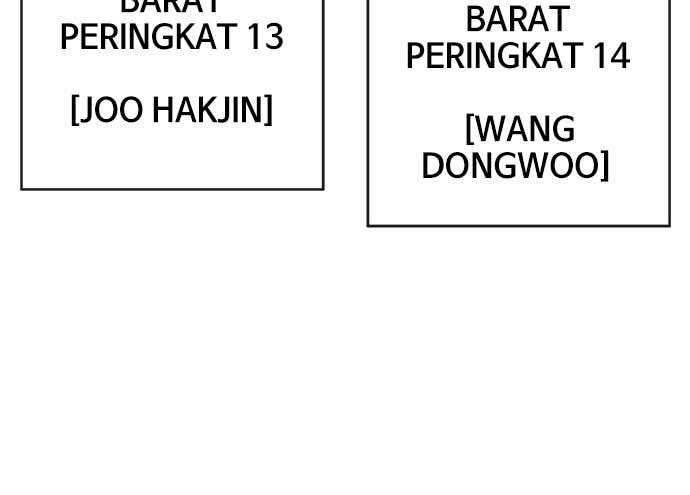 BARAT
PERINGKAT 13
[JOO HAKJIN]
BARAT
PERINGKAT 14
[WANG
DONGWOO]